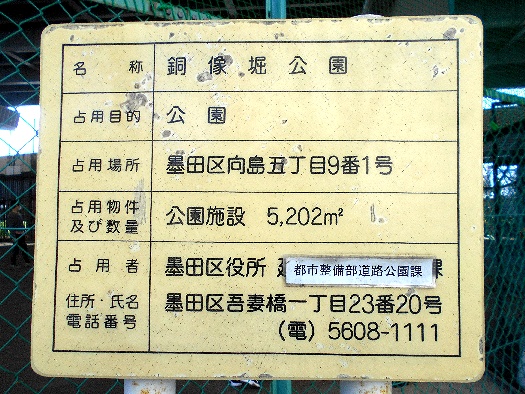 名称 銅像堀公園
占用目的 公園
占用場所 墨田区向島五丁目9番1号
占用物件及び数量 公園施設 5,202㎡
占用者 墨田区役所 都市整備部道路公園課 課
住所・氏名 墨田区吾妻橋一丁目23番20号
電話番号 (電) 5608-1111